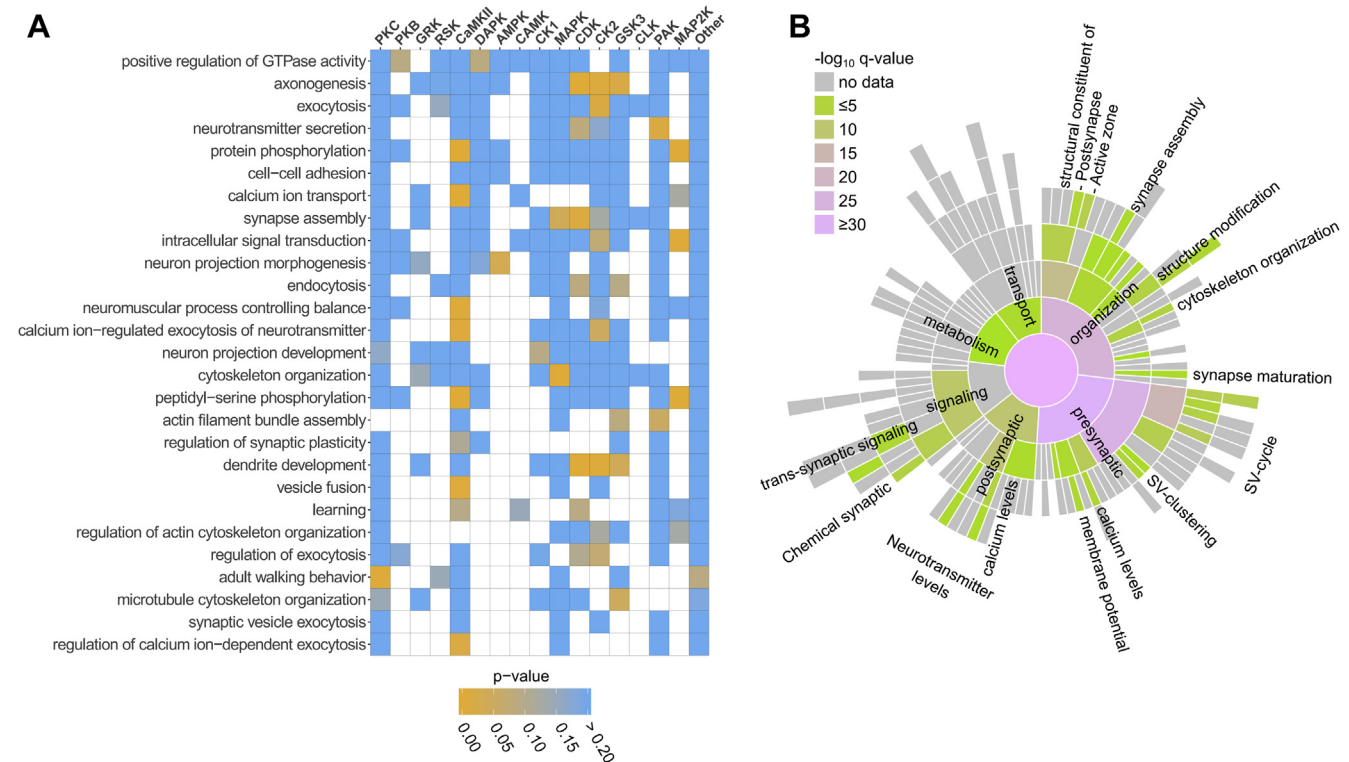 A
PKC PKB GRK RSK CaMKII DAPK AMPK CAMK CK1 MAPK CDK CK2 GSK3 CLK PAK MAP2K Other
positive regulation of GTPase activity
axonogenesis
exocytosis
neurotransmitter secretion
protein phosphorylation
cell−cell adhesion
calcium ion transport
synapse assembly
intracellular signal transduction
neuron projection morphogenesis
endocytosis
neuromuscular process controlling balance
calcium ion−regulated exocytosis of neurotransmitter
neuron projection development
cytoskeleton organization
peptidyl−serine phosphorylation
actin filament bundle assembly
regulation of synaptic plasticity
dendrite development
vesicle fusion
learning
regulation of actin cytoskeleton organization
regulation of exocytosis
adult walking behavior
microtubule cytoskeleton organization
synaptic vesicle exocytosis
regulation of calcium ion−dependent exocytosis
p−value
0.00 0.05 0.10 0.15 > 0.20
B
-log10 q-value
no data
≤5
10
15
20
25
≥30
structural constituent of
- Postsynapse
- Active zone
synapse assembly
structure modification
cytoskeleton organization
transport
organization
metabolism
synapse maturation
signaling
presynaptic
postsynaptic
trans-synaptic signaling
SV-cycle
SV-clustering
Chemical synaptic
calcium levels
calcium levels
membrane potential
Neurotransmitter
levels